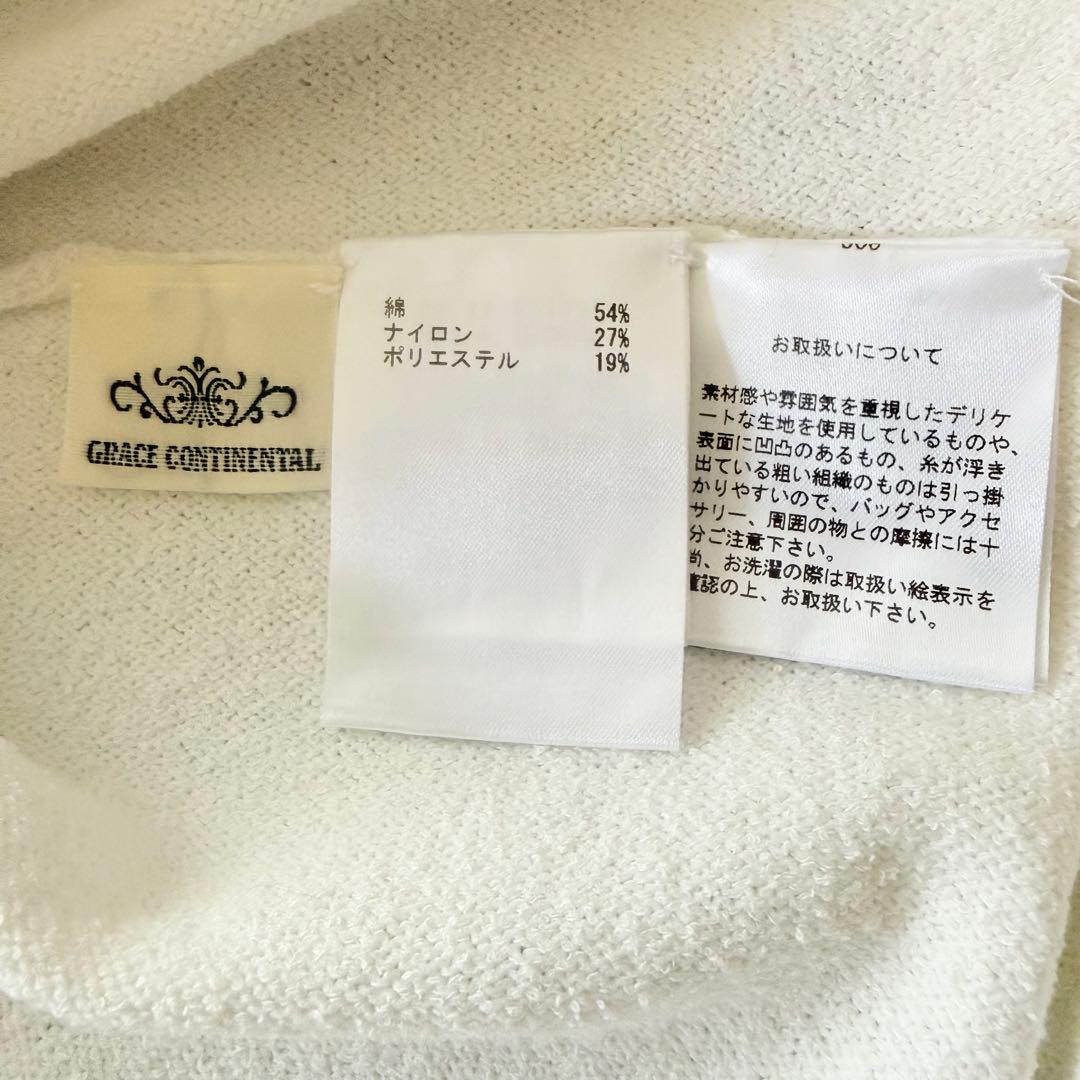 GRACE CONTINENTAL
綿 54%
ナイロン 27%
ポリエステル 19%
お取扱いについて
素材感や雰囲気を重視したデリケ
ートな生地を使用しているものや、
表面に凹凸のあるもの、糸が浮き
出ている粗い組織のものは引っ掛
かりやすいので、バッグやアクセ
サリー、周囲の物との摩擦には十
分ご注意下さい。
尚、お洗濯の際は取扱い絵表示を
確認の上、お取扱い下さい。